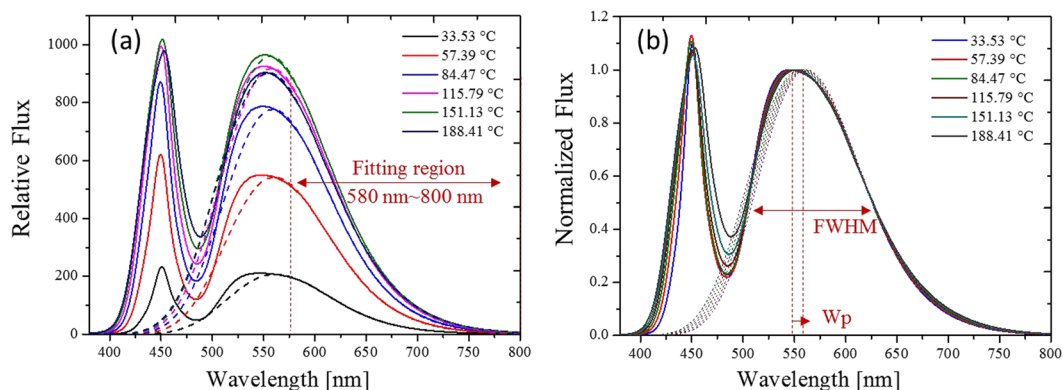 (a)
33.53 °C
57.39 °C
84.47 °C
115.79 °C
151.13 °C
188.41 °C
Fitting region
580 nm~800 nm
Relative Flux
1000
800
600
400
200
0
400 450 500 550 600 650 700 750 800
Wavelength [nm]
(b)
33.53 °C
57.39 °C
84.47 °C
115.79 °C
151.13 °C
188.41 °C
FWHM
Wp
Normalized Flux
1.2
1.0
0.8
0.6
0.4
0.2
0.0
400 450 500 550 600 650 700 750 800
Wavelength [nm]